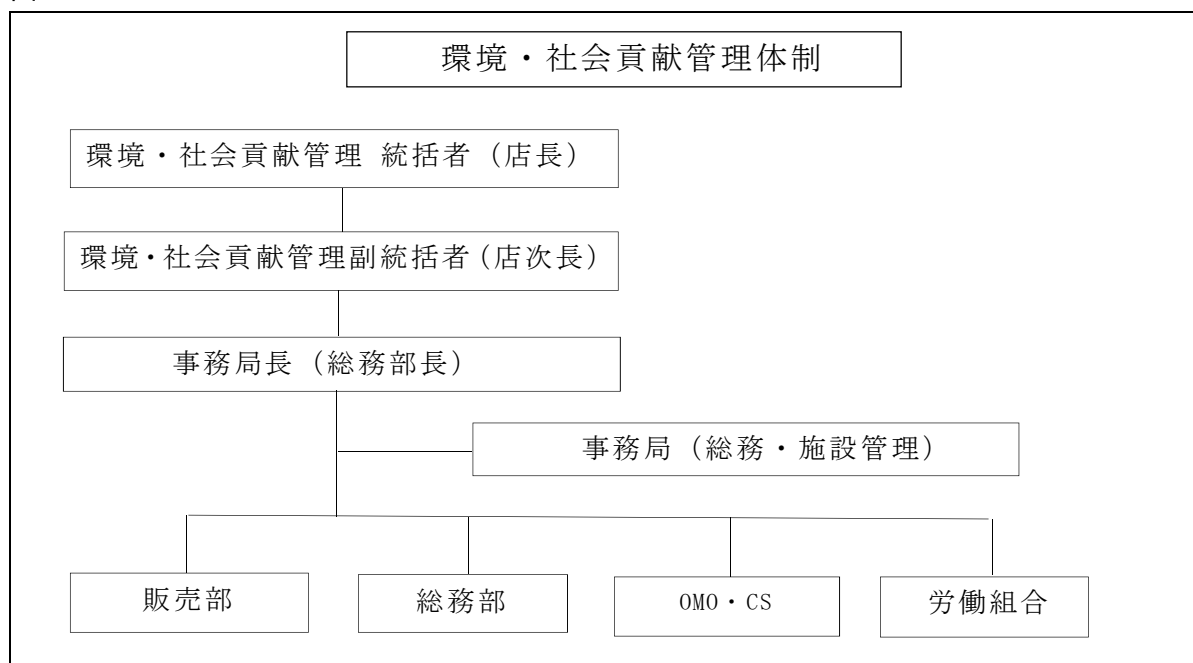 環境・社会貢献管理体制
環境・社会貢献管理 統括者（店長）
環境・社会貢献管理副統括者（店次長）
事務局長（総務部長）
事務局（総務・施設管理）
販売部
総務部
OMO・CS
労働組合